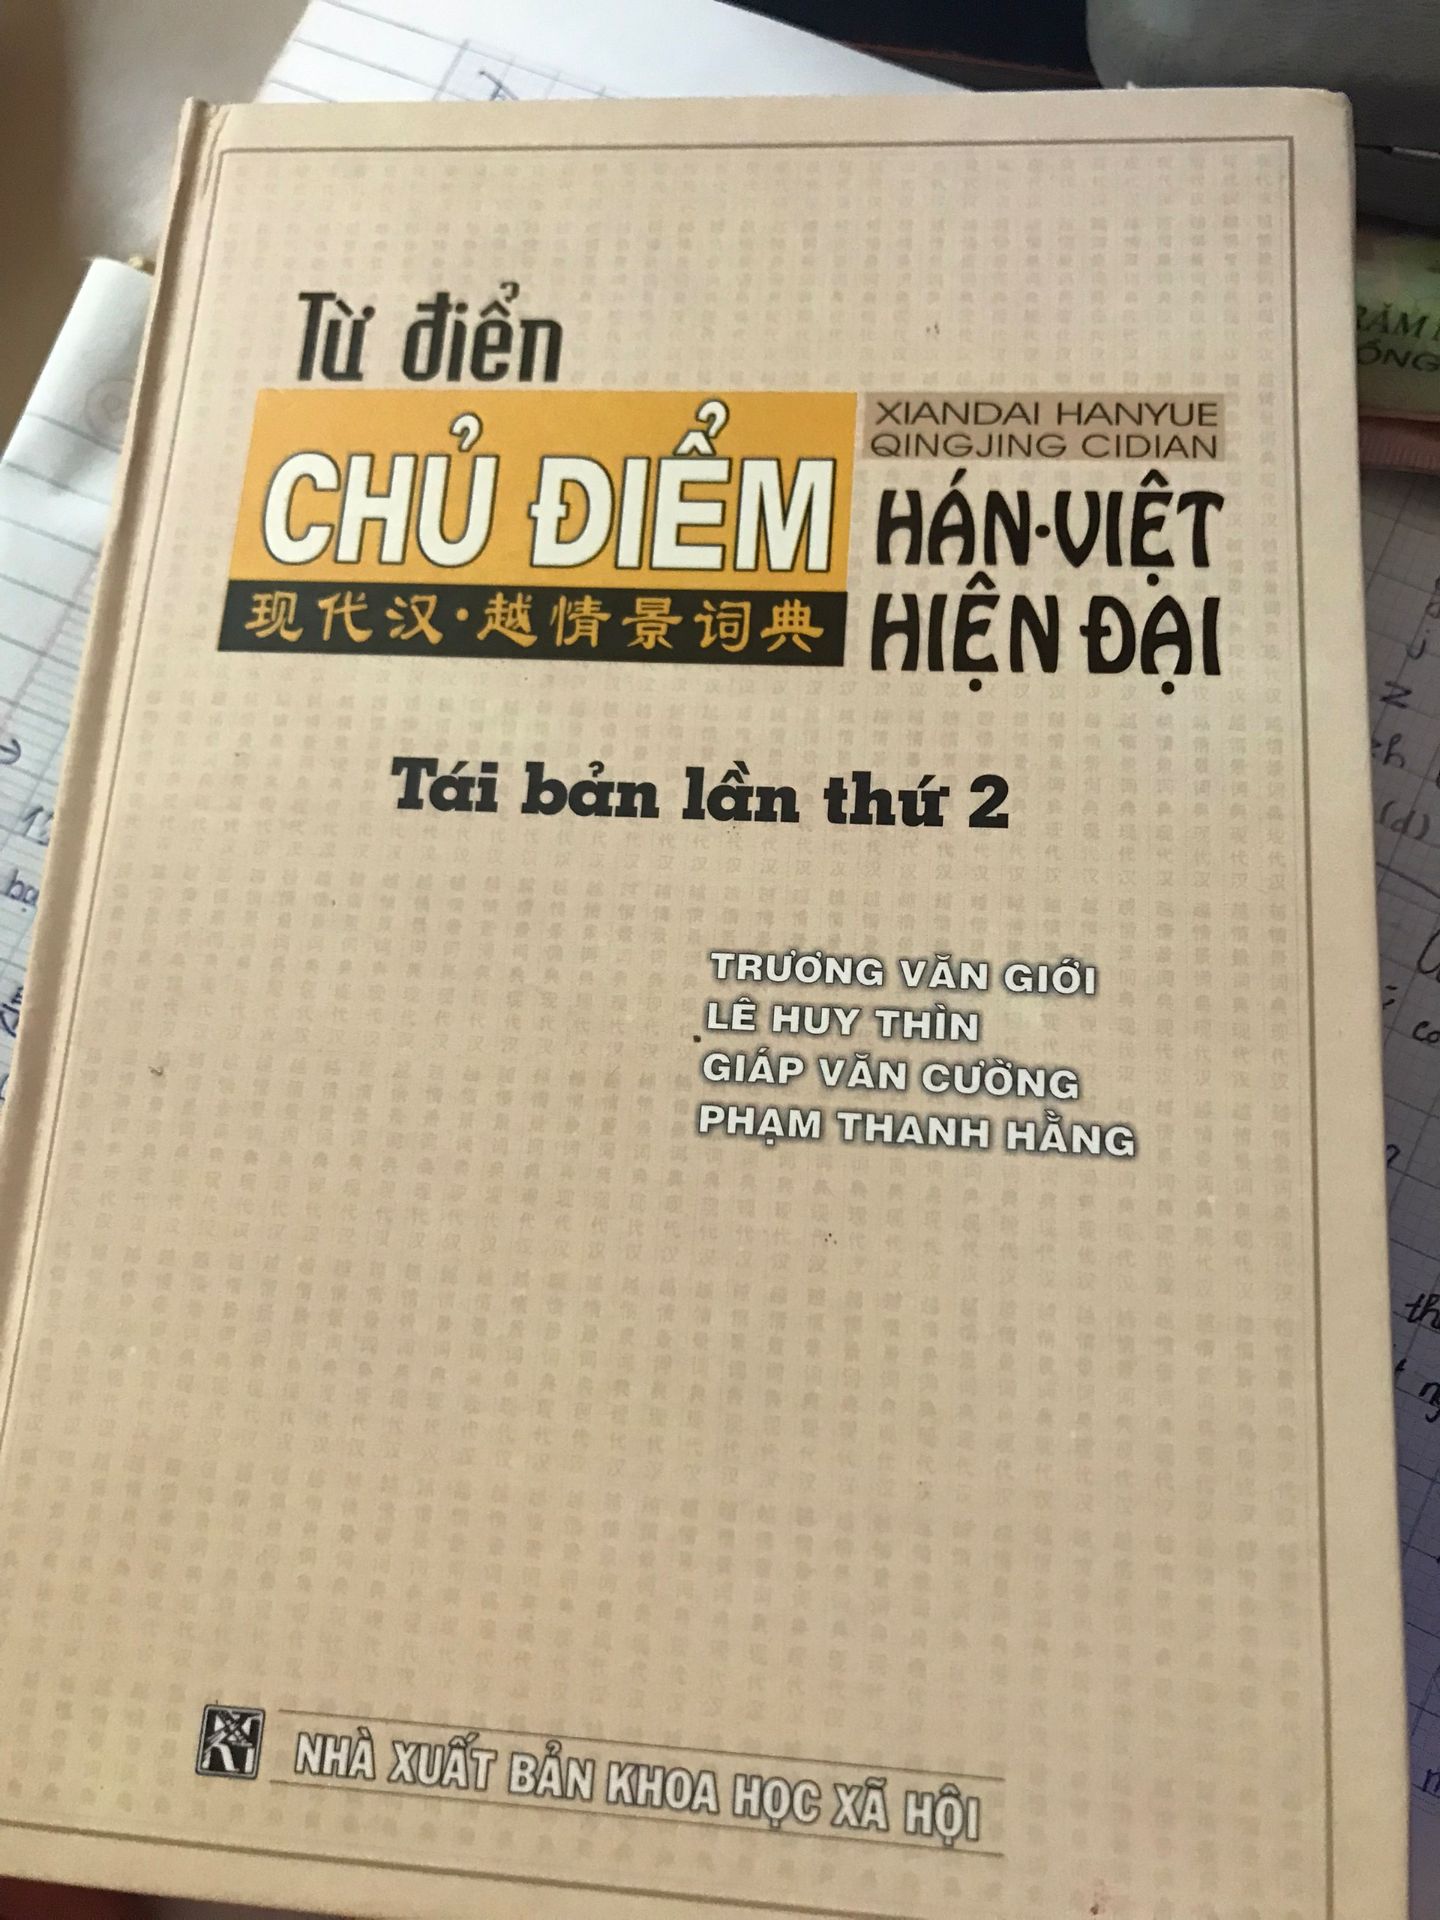 Từ điển
CHỦ ĐIỂM
现代汉·越情景词典
XIANDAI HANYUE
QINGJING CIDIAN
HÁN·VIỆT
HIỆN ĐẠI
Tái bản lần thứ 2
TRƯƠNG VĂN GIỚI
LÊ HUY THÌN
GIÁP VĂN CƯỜNG
PHẠM THANH HẰNG
NHÀ XUẤT BẢN KHOA HỌC XÃ HỘI